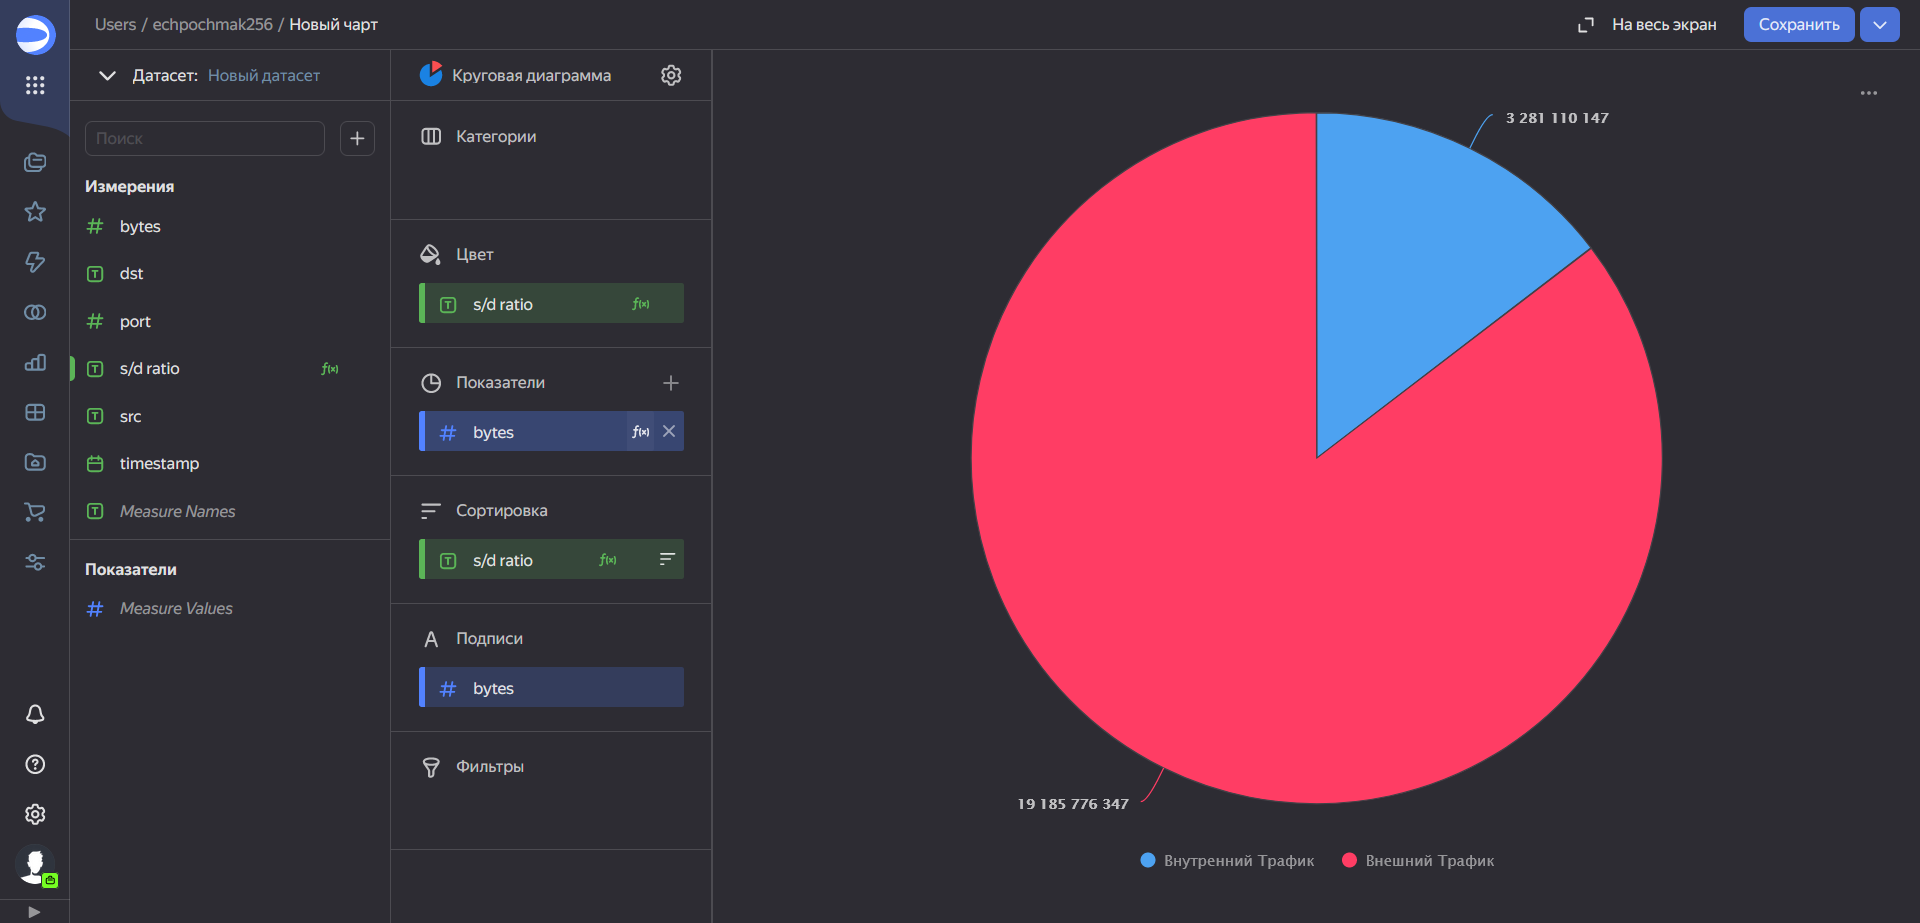 Users / echpochmak256 / Новый чарт
На весь экран
Сохранить
Датасет: Новый датасет
Поиск
Измерения
bytes
dst
port
s/d ratio
src
timestamp
Measure Names
Показатели
Measure Values
Круговая диаграмма
Категории
Цвет
s/d ratio
Показатели
bytes
Сортировка
s/d ratio
Подписи
bytes
Фильтры
3 281 110 147
19 185 776 347
Внутренний Трафик
Внешний Трафик